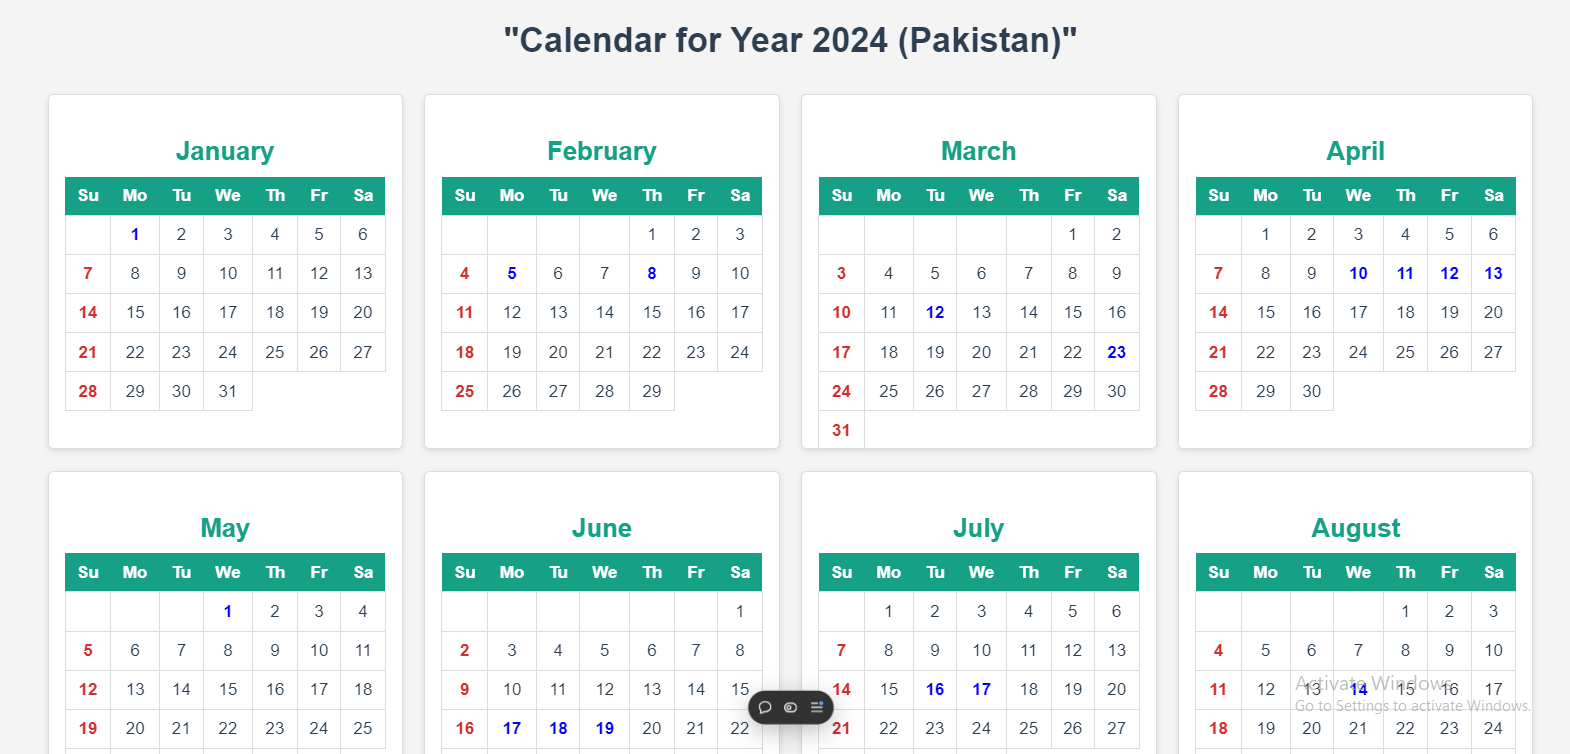 "Calendar for Year 2024 (Pakistan)"
January
Su Mo Tu We Th Fr Sa
1 2 3 4 5 6
7 8 9 10 11 12 13
14 15 16 17 18 19 20
21 22 23 24 25 26 27
28 29 30 31
February
Su Mo Tu We Th Fr Sa
1 2 3
4 5 6 7 8 9 10
11 12 13 14 15 16 17
18 19 20 21 22 23 24
25 26 27 28 29
March
Su Mo Tu We Th Fr Sa
1 2
3 4 5 6 7 8 9
10 11 12 13 14 15 16
17 18 19 20 21 22 23
24 25 26 27 28 29 30
31
April
Su Mo Tu We Th Fr Sa
1 2 3 4 5 6
7 8 9 10 11 12 13
14 15 16 17 18 19 20
21 22 23 24 25 26 27
28 29 30
May
Su Mo Tu We Th Fr Sa
1 2 3 4
5 6 7 8 9 10 11
12 13 14 15 16 17 18
19 20 21 22 23 24 25
June
Su Mo Tu We Th Fr Sa
1
2 3 4 5 6 7 8
9 10 11 12 13 14 15
16 17 18 19 20 21 22
July
Su Mo Tu We Th Fr Sa
1 2 3 4 5 6
7 8 9 10 11 12 13
14 15 16 17 18 19 20
21 22 23 24 25 26 27
August
Su Mo Tu We Th Fr Sa
1 2 3
4 5 6 7 8 9 10
11 12 13 14 15 16 17
18 19 20 21 22 23 24
Activate Windows
Go to Settings to activate Windows.